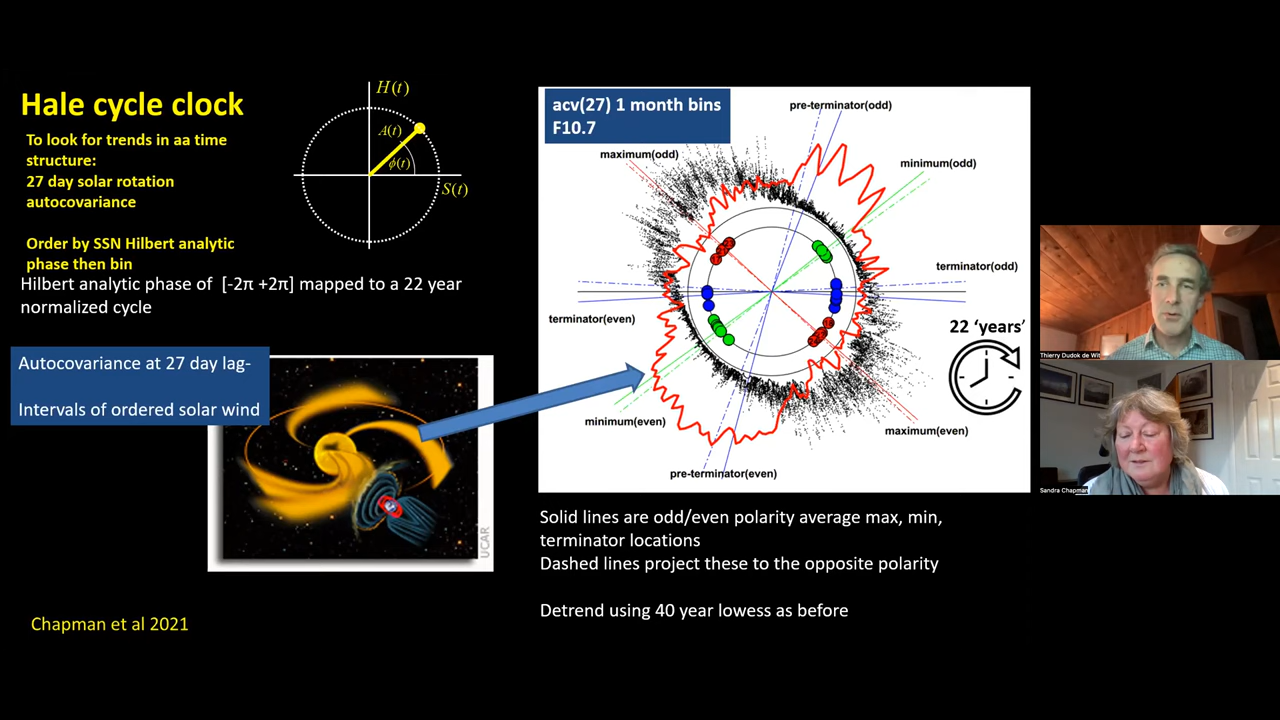 Hale cycle clock
To look for trends in aa time
structure:
27 day solar rotation
autocovariance
Order by SSN Hilbert analytic
phase then bin
Hilbert analytic phase of [-2π +2π] mapped to a 22 year
normalized cycle
H(t)
A(t)
ϕ(t)
S(t)
Autocovariance at 27 day lag-
Intervals of ordered solar wind
UCAR
Chapman et al 2021
acv(27) 1 month bins
F10.7
pre-terminator(odd)
maximum(odd)
minimum(odd)
terminator(odd)
terminator(even)
22 ‘years’
minimum(even)
maximum(even)
pre-terminator(even)
Solid lines are odd/even polarity average max, min,
terminator locations
Dashed lines project these to the opposite polarity
Detrend using 40 year lowess as before
Thierry Dudok de Wit
Sandra Chapman